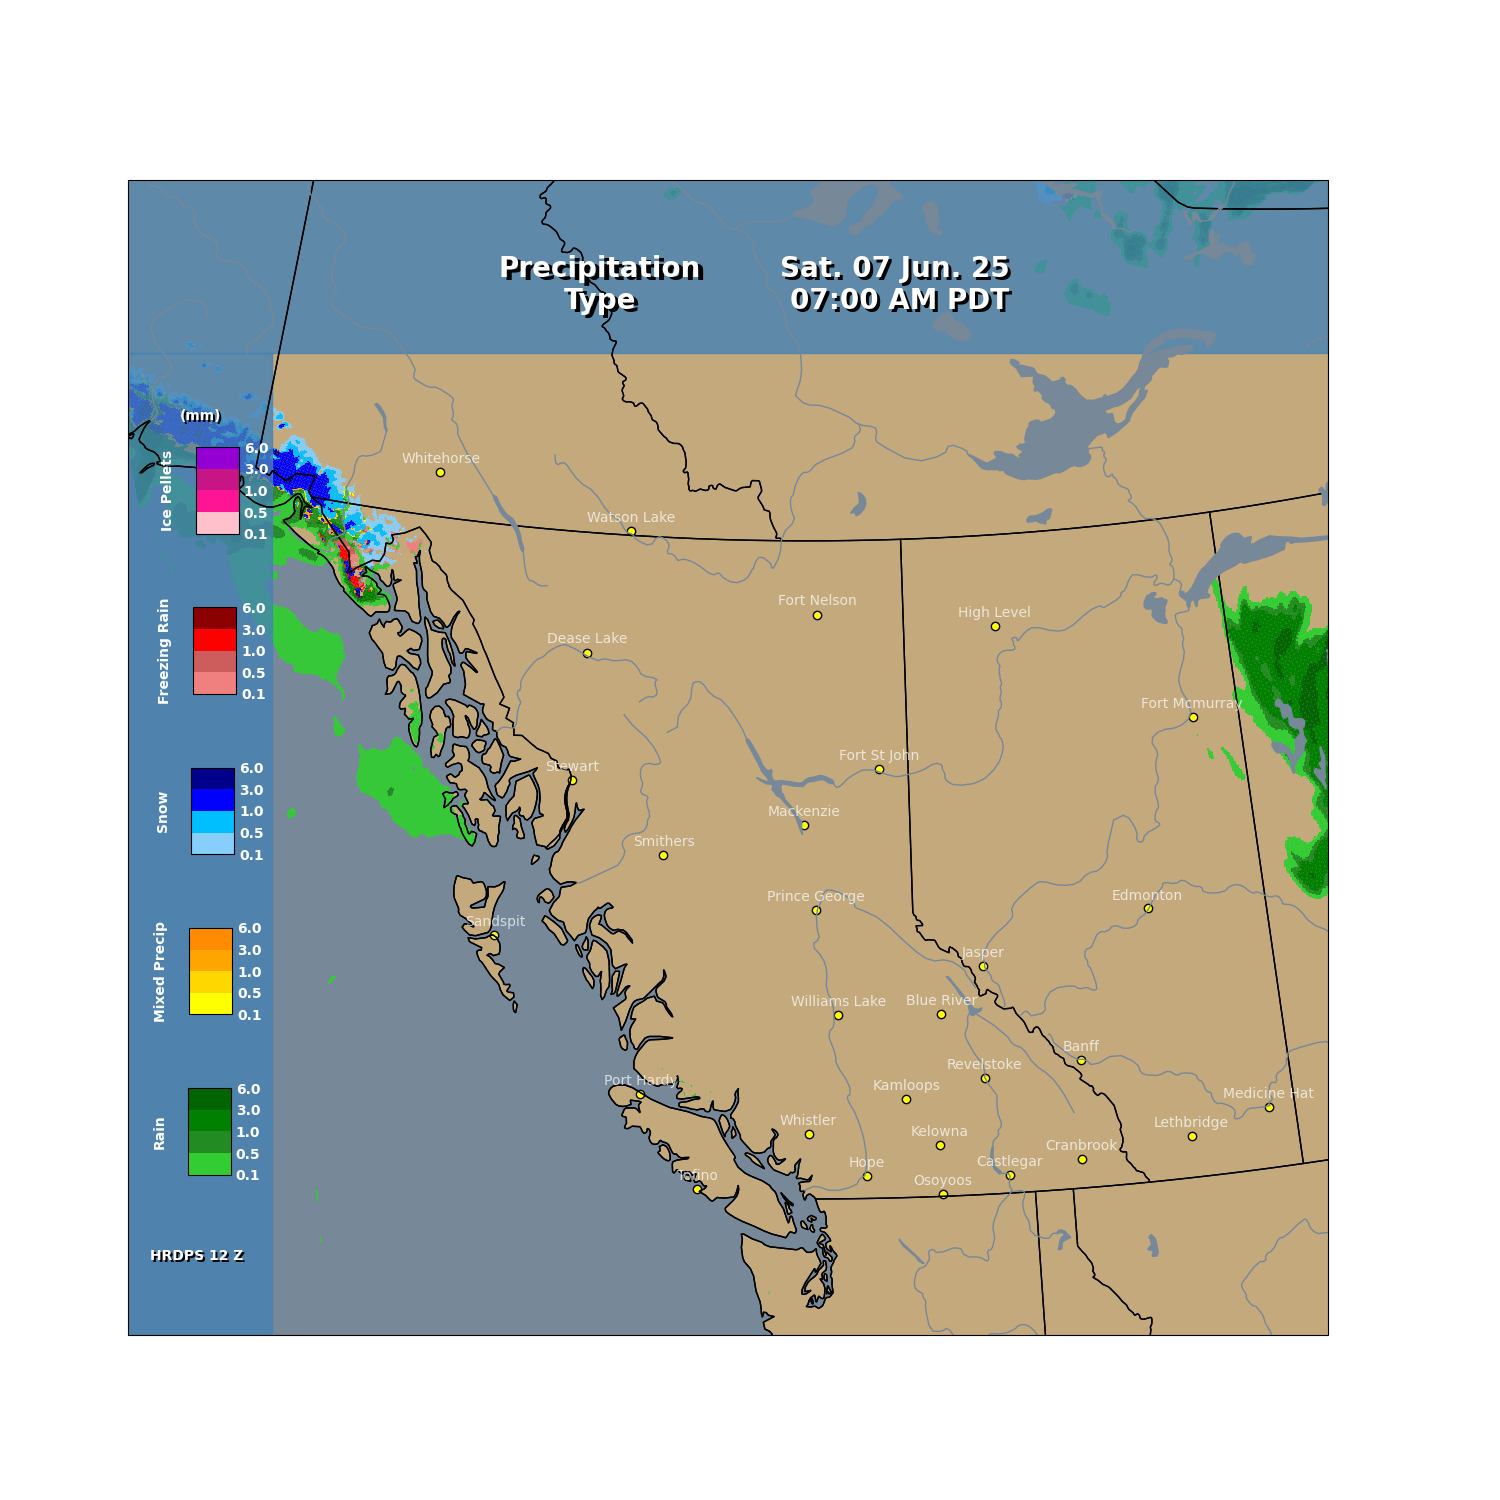 Precipitation
Type
Sat. 07 Jun. 25
07:00 AM PDT
(mm)
Ice Pellets
6.0
3.0
1.0
0.5
0.1
Freezing Rain
6.0
3.0
1.0
0.5
0.1
Snow
6.0
3.0
1.0
0.5
0.1
Mixed Precip
6.0
3.0
1.0
0.5
0.1
Rain
6.0
3.0
1.0
0.5
0.1
HRDPS 12 Z
Whitehorse
Watson Lake
Fort Nelson
High Level
Dease Lake
Fort Mcmurray
Fort St John
Stewart
Mackenzie
Smithers
Prince George
Edmonton
Sandspit
Jasper
Williams Lake
Blue River
Banff
Revelstoke
Port Hardy
Kamloops
Medicine Hat
Whistler
Lethbridge
Kelowna
Cranbrook
Hope
Castlegar
Tofino
Osoyoos